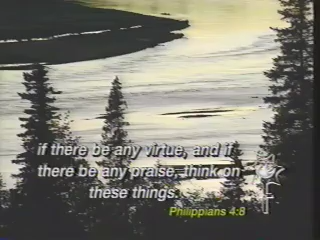 if there be any virtue, and if
there be any praise, think on
these things.
Philippians 4:8